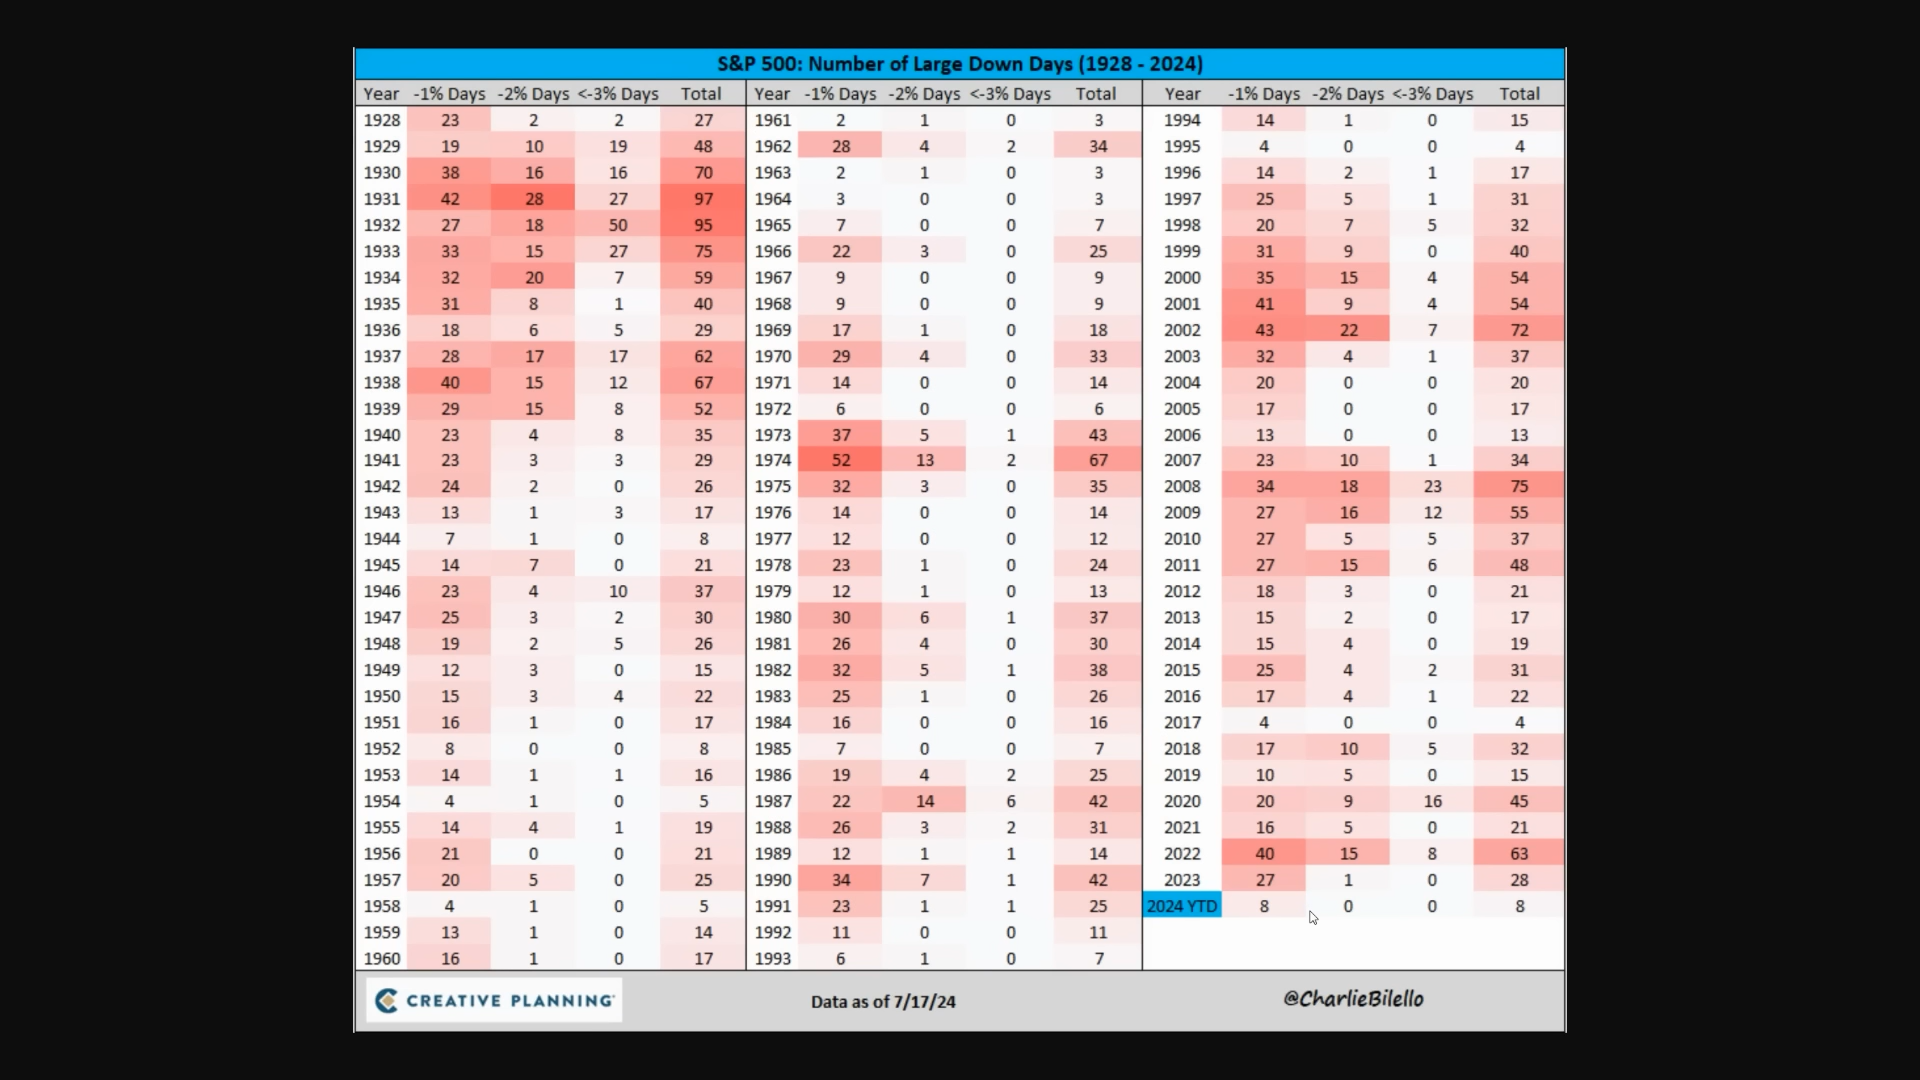 S&P 500: Number of Large Down Days (1928 - 2024)
Year -1% Days -2% Days <-3% Days Total Year -1% Days -2% Days <-3% Days Total Year -1% Days -2% Days <-3% Days Total
1928 23 2 2 27 1961 2 1 0 3 1994 14 1 0 15
1929 19 10 19 48 1962 28 4 2 34 1995 4 0 0 4
1930 38 16 16 70 1963 2 1 0 3 1996 14 2 1 17
1931 42 28 27 97 1964 3 0 0 3 1997 25 5 1 31
1932 27 18 50 95 1965 7 0 0 7 1998 20 7 5 32
1933 33 15 27 75 1966 22 3 0 25 1999 31 9 0 40
1934 32 20 7 59 1967 9 0 0 9 2000 35 15 4 54
1935 31 8 1 40 1968 9 0 0 9 2001 41 9 4 54
1936 18 6 5 29 1969 17 1 0 18 2002 43 22 7 72
1937 28 17 17 62 1970 29 4 0 33 2003 32 4 1 37
1938 40 15 12 67 1971 14 0 0 14 2004 20 0 0 20
1939 29 15 8 52 1972 6 0 0 6 2005 17 0 0 17
1940 23 4 8 35 1973 37 5 1 43 2006 13 0 0 13
1941 23 3 3 29 1974 52 13 2 67 2007 23 10 1 34
1942 24 2 0 26 1975 32 3 0 35 2008 34 18 23 75
1943 13 1 3 17 1976 14 0 0 14 2009 27 16 12 55
1944 7 1 0 8 1977 12 0 0 12 2010 27 5 5 37
1945 14 7 0 21 1978 23 1 0 24 2011 27 15 6 48
1946 23 4 10 37 1979 12 1 0 13 2012 18 3 0 21
1947 25 3 2 30 1980 30 6 1 37 2013 15 2 0 17
1948 19 2 5 26 1981 26 4 0 30 2014 15 4 0 19
1949 12 3 0 15 1982 32 5 1 38 2015 25 4 2 31
1950 15 3 4 22 1983 25 1 0 26 2016 17 4 1 22
1951 16 1 0 17 1984 16 0 0 16 2017 4 0 0 4
1952 8 0 0 8 1985 7 0 0 7 2018 17 10 5 32
1953 14 1 1 16 1986 19 4 2 25 2019 10 5 0 15
1954 4 1 0 5 1987 22 14 6 42 2020 20 9 16 45
1955 14 4 1 19 1988 26 3 2 31 2021 16 5 0 21
1956 21 0 0 21 1989 12 1 1 14 2022 40 15 8 63
1957 20 5 0 25 1990 34 7 1 42 2023 27 1 0 28
1958 4 1 0 5 1991 23 1 1 25 2024 YTD 8 0 0 8
1959 13 1 0 14 1992 11 0 0 11
1960 16 1 0 17 1993 6 1 0 7
CREATIVE PLANNING Data as of 7/17/24 @CharlieBilello